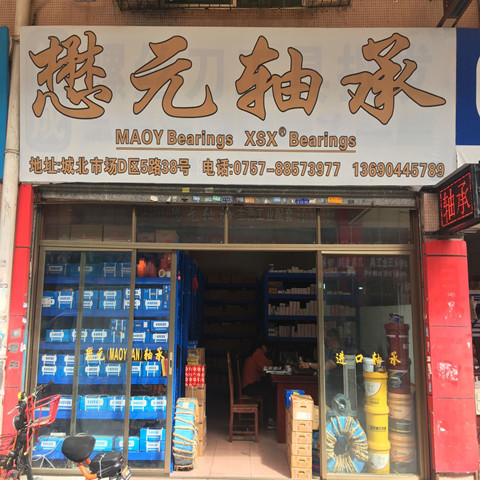 懋元轴承
MAOY Bearings XSX® Bearings
地址:城北市场D区5路38号 电话:0757-88573977 13690445789
轴承
懋元(MAOYUAN)轴承
进口轴承